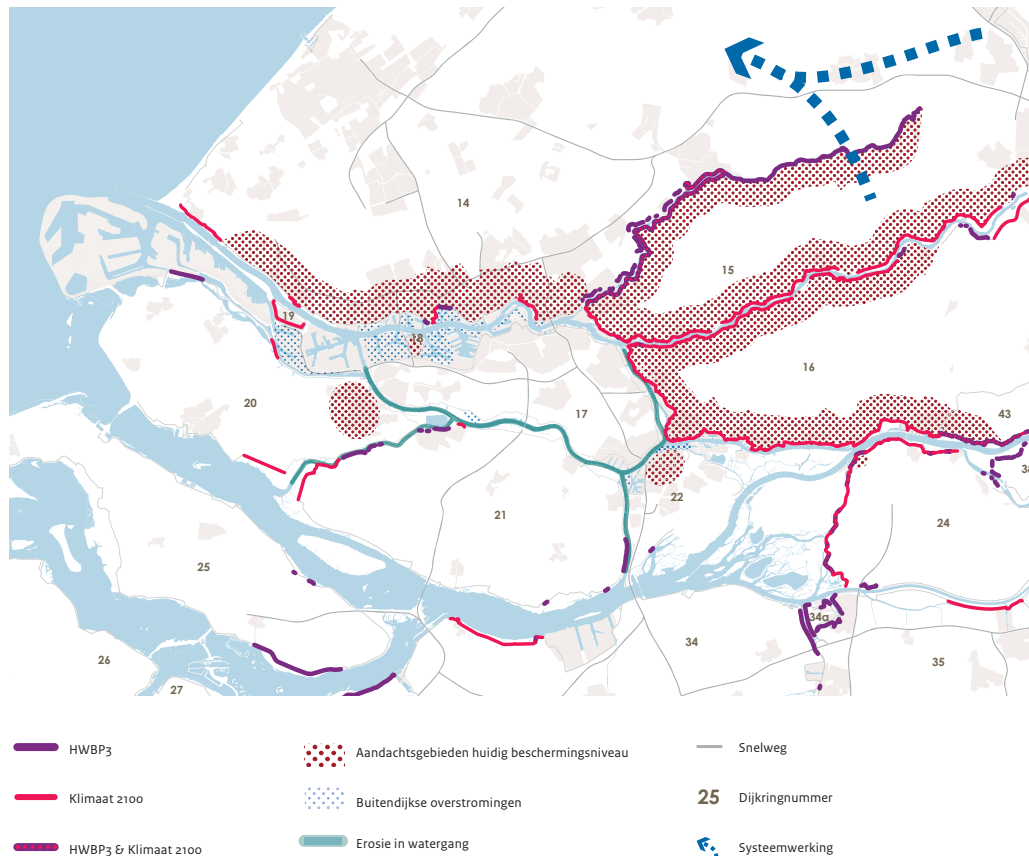 14
15
19
18
16
20
17
43
38
22
21
24
25
34a
34
26
35
27
HWBP3
Aandachtsgebieden huidig beschermingsniveau
Snelweg
Klimaat 2100
Buitendijkse overstromingen
25 Dijkringnummer
HWBP3 & Klimaat 2100
Erosie in watergang
Systeemwerking